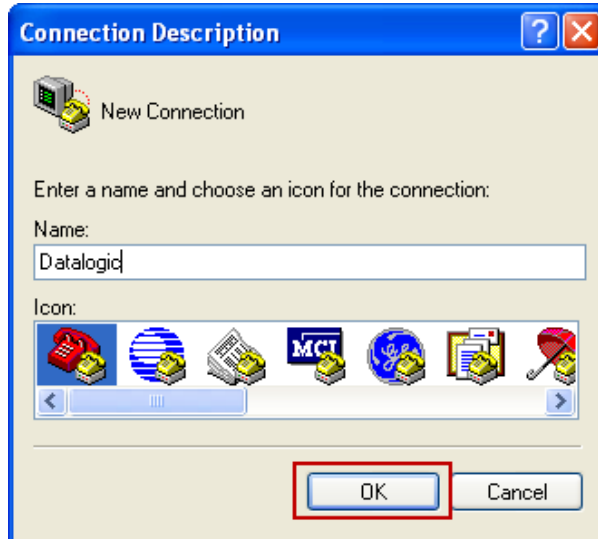 Connection Description
New Connection
Enter a name and choose an icon for the connection:
Name:
Datalogic
Icon:
MCI
OK Cancel